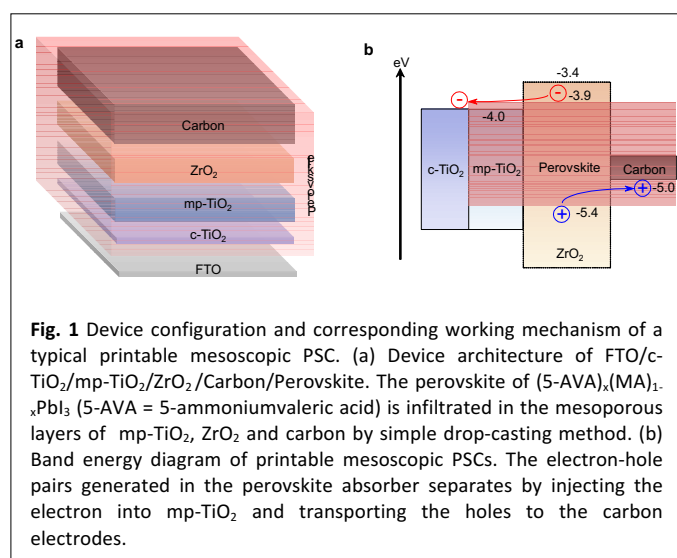 a
Carbon
ZrO₂
mp-TiO₂
c-TiO₂
FTO
Perovskite
b
eV
-3.4
-3.9
-4.0
c-TiO₂
mp-TiO₂
Perovskite
Carbon
-5.0
-5.4
ZrO₂
Fig. 1 Device configuration and corresponding working mechanism of a
typical printable mesoscopic PSC. (a) Device architecture of FTO/c-
TiO₂/mp-TiO₂/ZrO₂/Carbon/Perovskite. The perovskite of (5-AVA)ₓ(MA)₁₋
ₓPbI₃ (5-AVA = 5-ammoniumvaleric acid) is infiltrated in the mesoporous
layers of mp-TiO₂, ZrO₂ and carbon by simple drop-casting method. (b)
Band energy diagram of printable mesoscopic PSCs. The electron-hole
pairs generated in the perovskite absorber separates by injecting the
electron into mp-TiO₂ and transporting the holes to the carbon
electrodes.